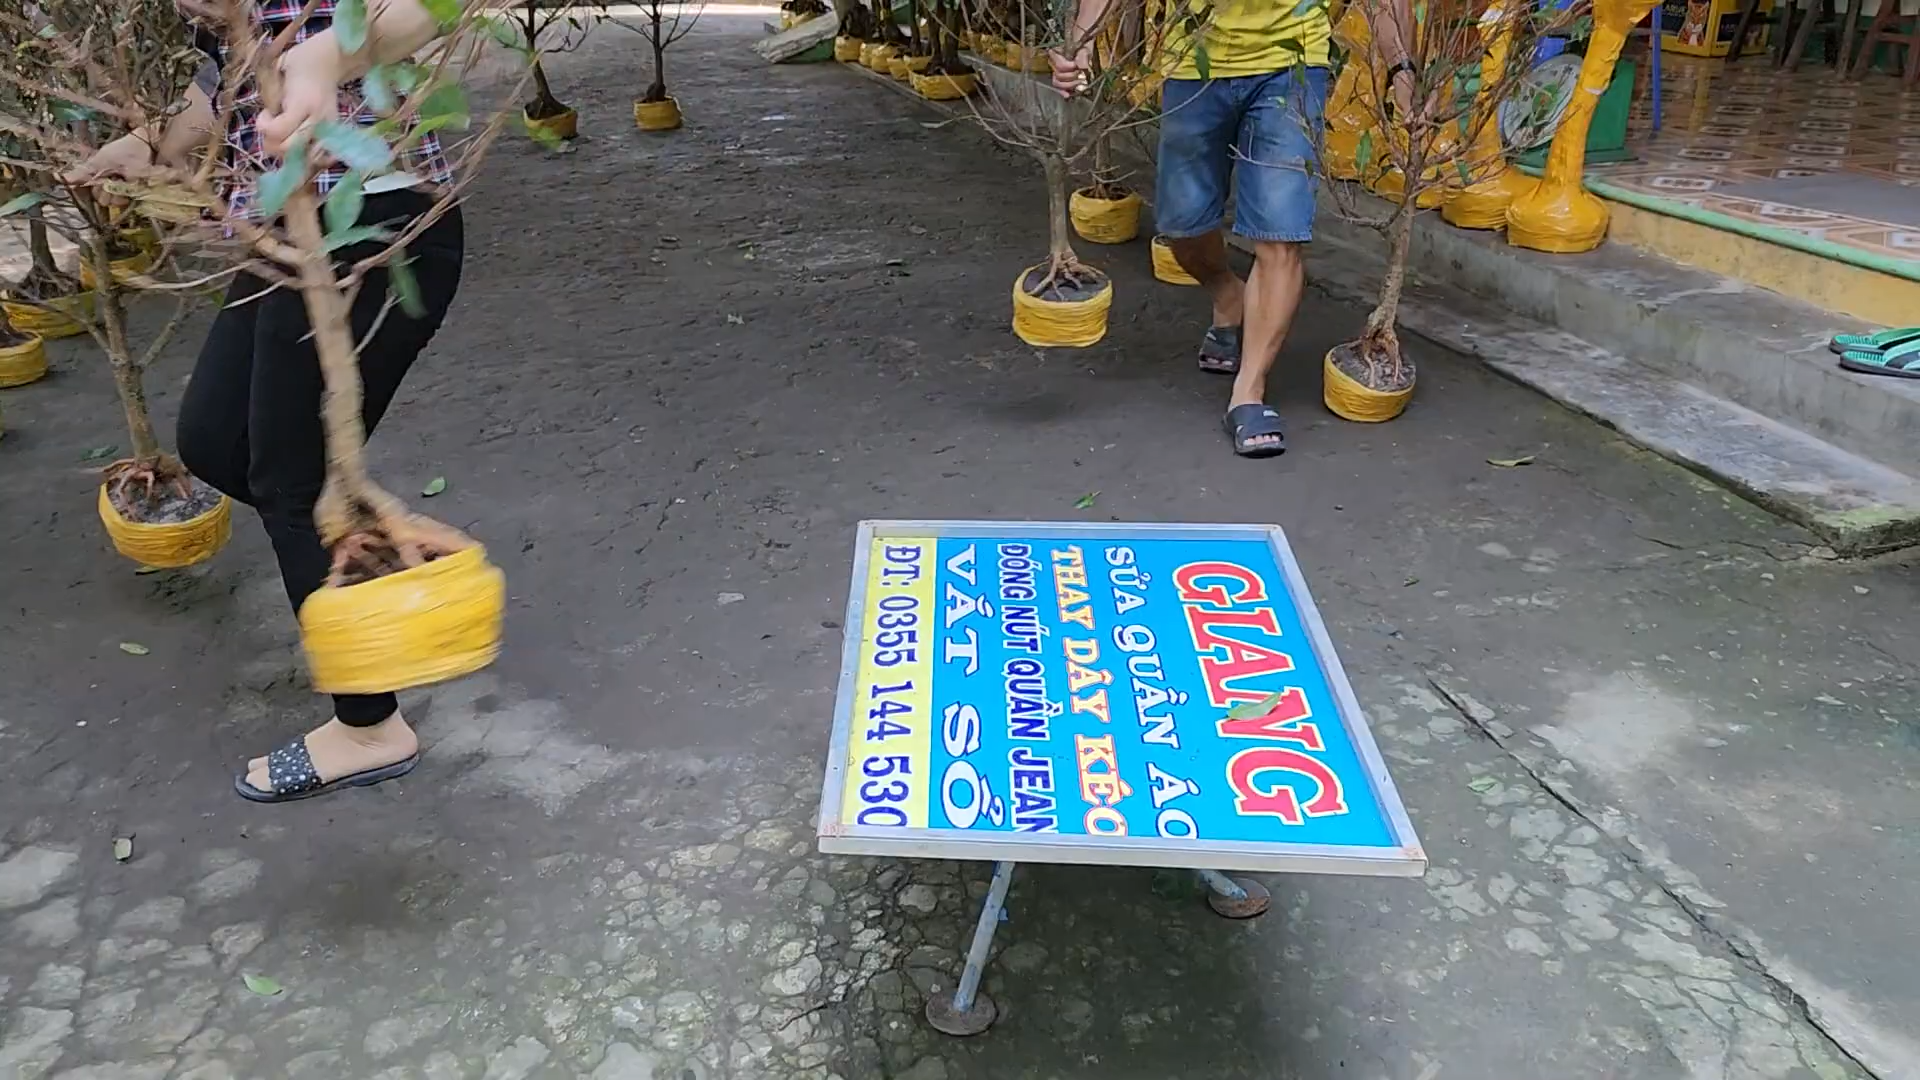 GIANG
SỬA QUẦN ÁO
THAY DÂY KÉO
ĐÓNG NÚT QUẦN JEAN
VẮT SỔ
ĐT: 0355 144 530